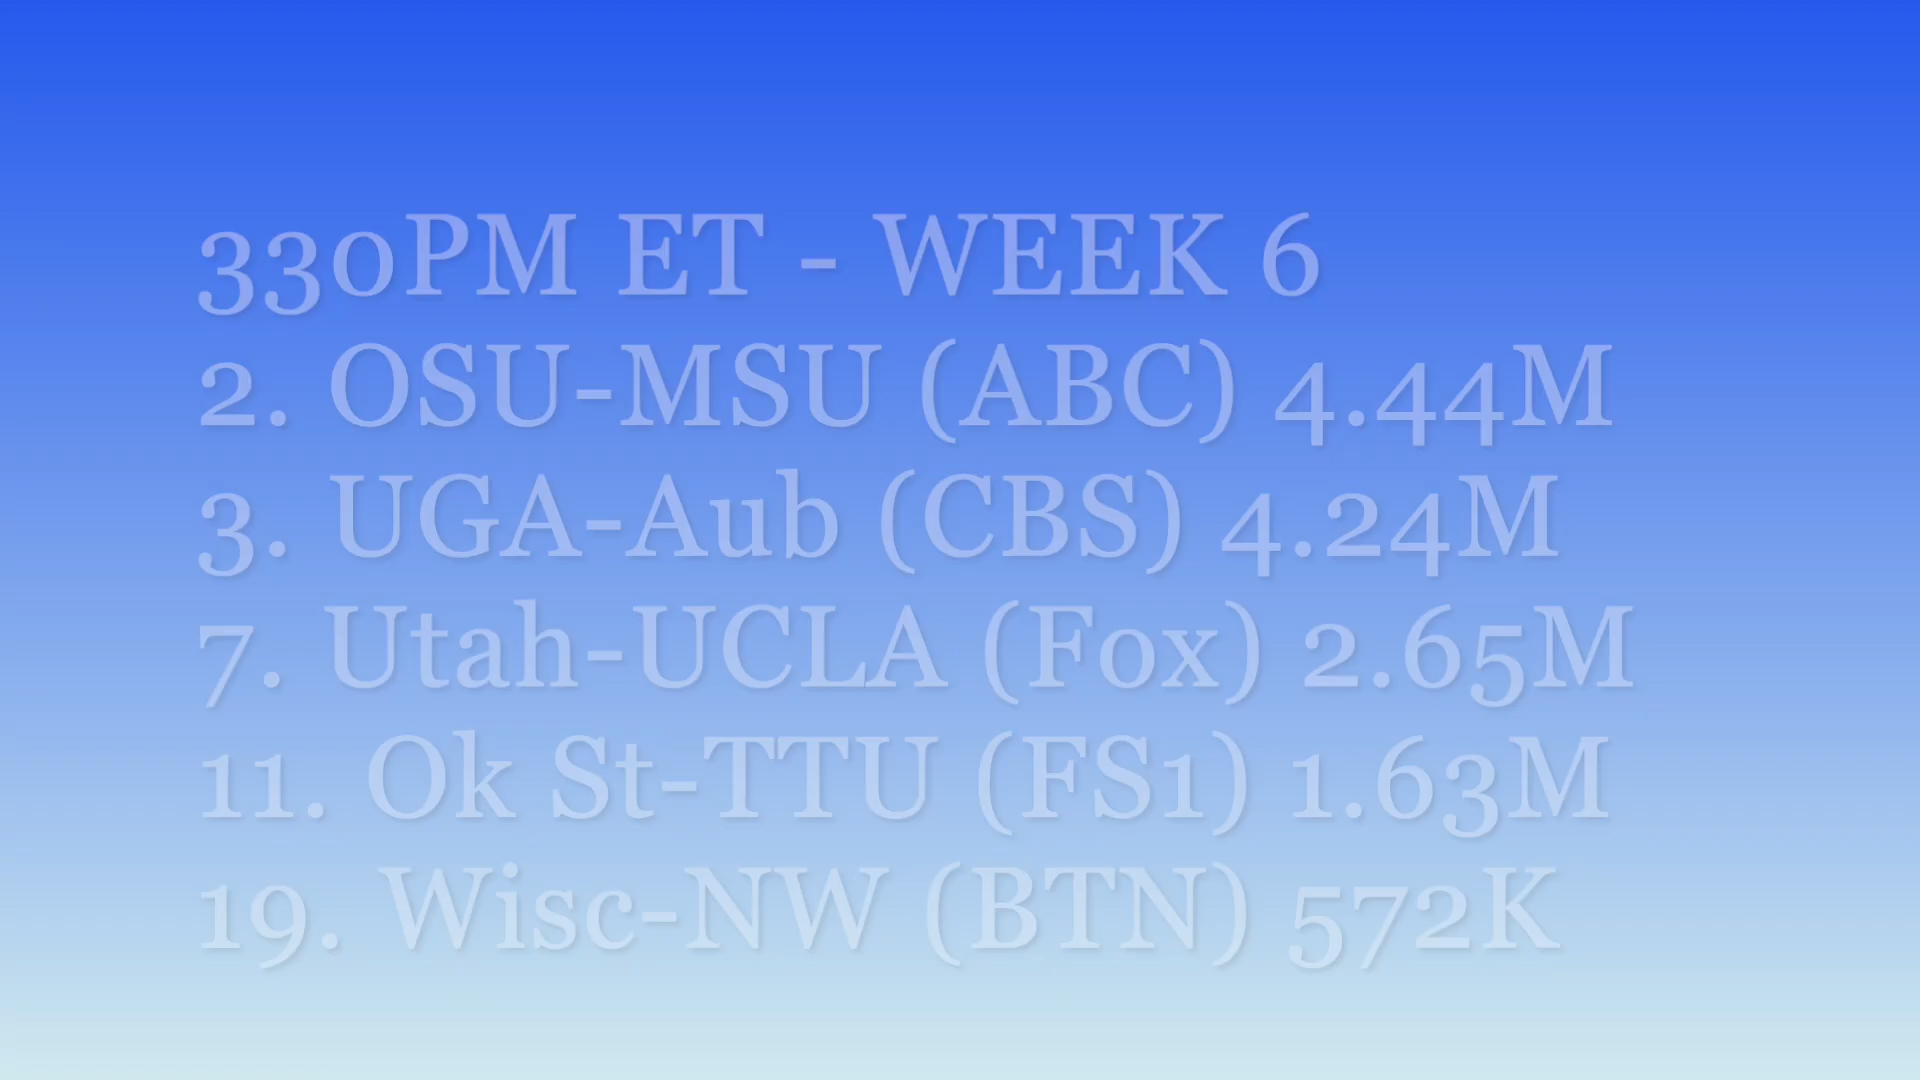 330PM ET - WEEK 6
2. OSU-MSU (ABC) 4.44M
3. UGA-Aub (CBS) 4.24M
7. Utah-UCLA (Fox) 2.65M
11. Ok St-TTU (FS1) 1.63M
19. Wisc-NW (BTN) 572K